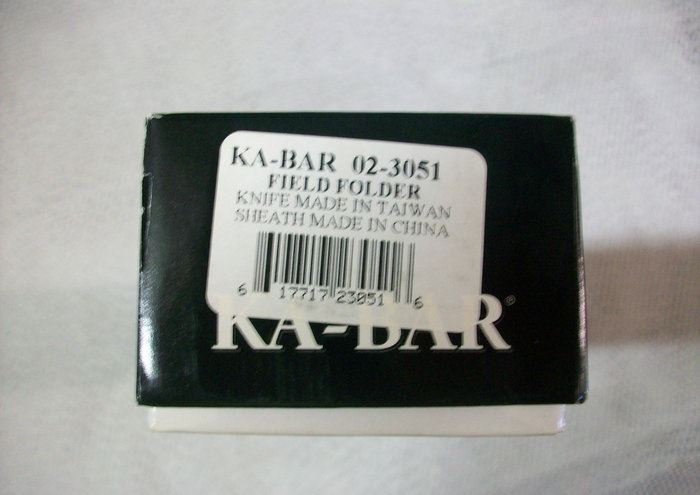 KA-BAR 02-3051
FIELD FOLDER
KNIFE MADE IN TAIWAN
SHEATH MADE IN CHINA
6 17717 23051 6
KA-BAR®